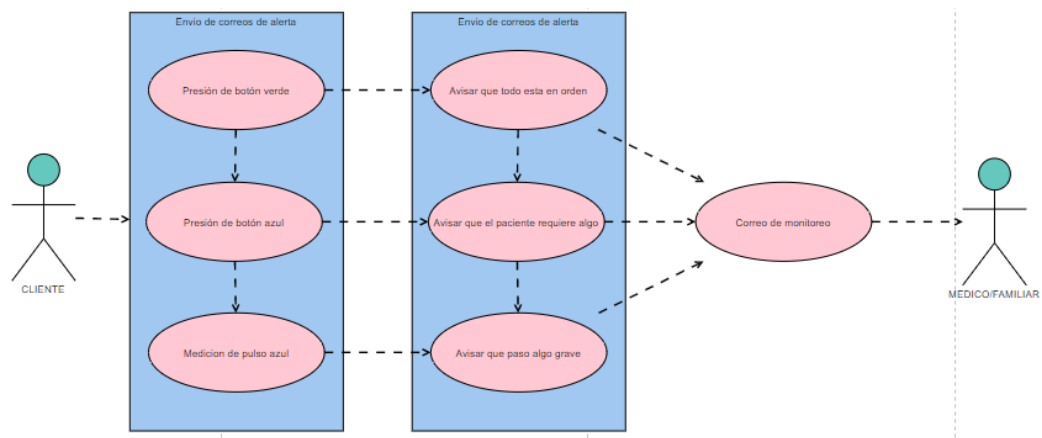 Envio de correos de alerta
Envio de correos de alerta
Presión de botón verde
Avisar que todo esta en orden
Presión de botón azul
Avisar que el paciente requiere algo
Correo de monitoreo
CLIENTE
MEDICO/FAMILIAR
Medicion de pulso azul
Avisar que paso algo grave